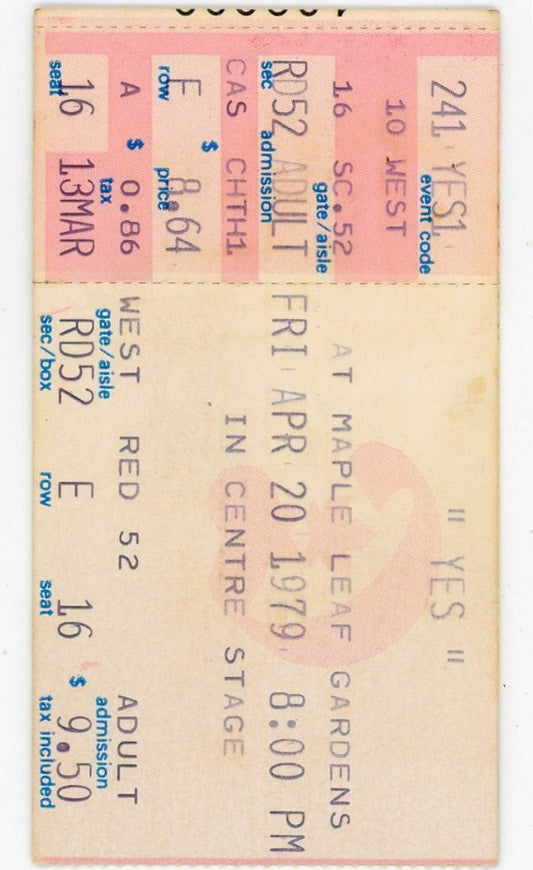 241 YES1
event code
10 WEST
16 SC.52
gate/aisle
RD52 ADULT
sec admission
CAS CHTH1
$
E 8.64
row price
A $ 0.86
tax
16 13MAR
seat
" YES "
AT MAPLE LEAF GARDENS
FRI APR 20 1979, 8:00 PM
IN CENTRE STAGE
WEST RED 52 ADULT
gate/aisle admission
RD52 E 16 $ 9.50
sec/box row seat tax included